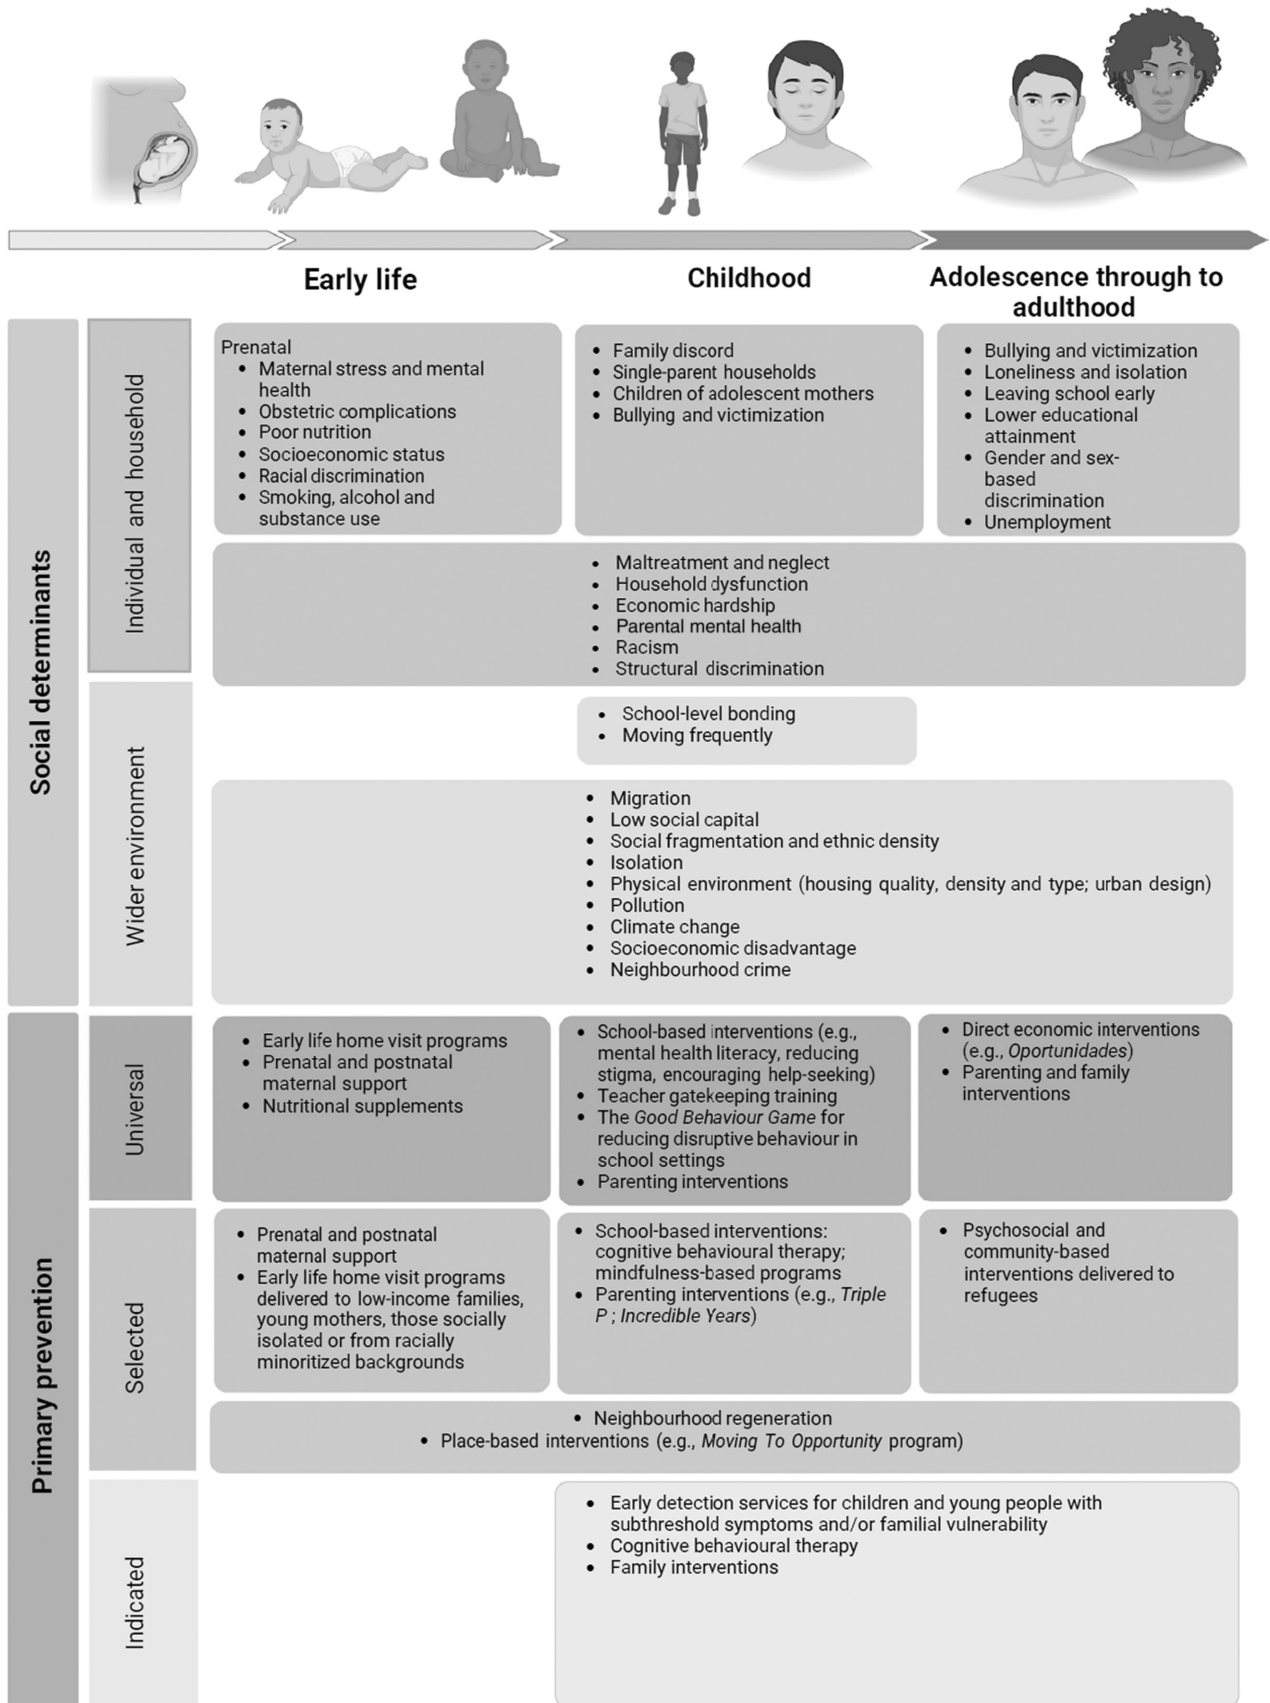 Early life
Childhood
Adolescence through to
adulthood
Social determinants
Individual and household
Prenatal
• Maternal stress and mental
health
• Obstetric complications
• Poor nutrition
• Socioeconomic status
• Racial discrimination
• Smoking, alcohol and
substance use
• Family discord
• Single-parent households
• Children of adolescent mothers
• Bullying and victimization
• Bullying and victimization
• Loneliness and isolation
• Leaving school early
• Lower educational
attainment
• Gender and sex-
based
discrimination
• Unemployment
• Maltreatment and neglect
• Household dysfunction
• Economic hardship
• Parental mental health
• Racism
• Structural discrimination
Wider environment
• School-level bonding
• Moving frequently
• Migration
• Low social capital
• Social fragmentation and ethnic density
• Isolation
• Physical environment (housing quality, density and type; urban design)
• Pollution
• Climate change
• Socioeconomic disadvantage
• Neighbourhood crime
Primary prevention
Universal
• Early life home visit programs
• Prenatal and postnatal
maternal support
• Nutritional supplements
• School-based interventions (e.g.,
mental health literacy, reducing
stigma, encouraging help-seeking)
• Teacher gatekeeping training
• The Good Behaviour Game for
reducing disruptive behaviour in
school settings
• Parenting interventions
• Direct economic interventions
(e.g., Oportunidades)
• Parenting and family
interventions
Selected
• Prenatal and postnatal
maternal support
• Early life home visit programs
delivered to low-income families,
young mothers, those socially
isolated or from racially
minoritized backgrounds
• School-based interventions:
cognitive behavioural therapy;
mindfulness-based programs
• Parenting interventions (e.g., Triple
P ; Incredible Years)
• Psychosocial and
community-based
interventions delivered to
refugees
• Neighbourhood regeneration
• Place-based interventions (e.g., Moving To Opportunity program)
Indicated
• Early detection services for children and young people with
subthreshold symptoms and/or familial vulnerability
• Cognitive behavioural therapy
• Family interventions